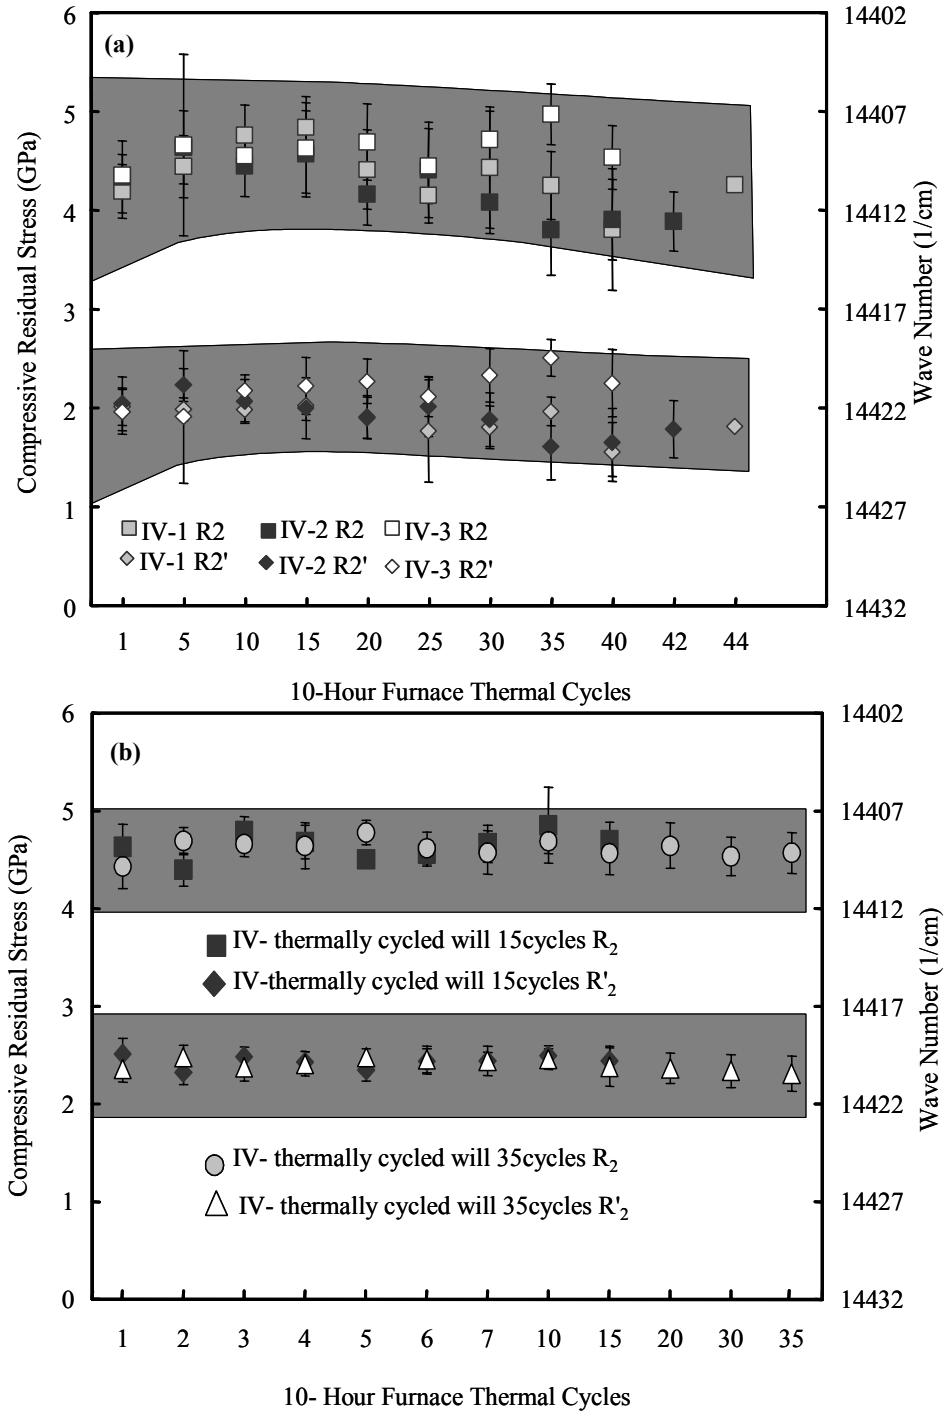 (a)
6
5
4
3
2
1
0
Compressive Residual Stress (GPa)
14402
14407
14412
14417
14422
14427
14432
Wave Number (1/cm)
IV-1 R2 IV-2 R2 IV-3 R2
IV-1 R2' IV-2 R2' IV-3 R2'
1 5 10 15 20 25 30 35 40 42 44
10-Hour Furnace Thermal Cycles
(b)
6
5
4
3
2
1
0
Compressive Residual Stress (GPa)
14402
14407
14412
14417
14422
14427
14432
Wave Number (1/cm)
IV- thermally cycled will 15cycles R2
IV-thermally cycled will 15cycles R'2
IV- thermally cycled will 35cycles R2
IV- thermally cycled will 35cycles R'2
1 2 3 4 5 6 7 10 15 20 30 35
10- Hour Furnace Thermal Cycles